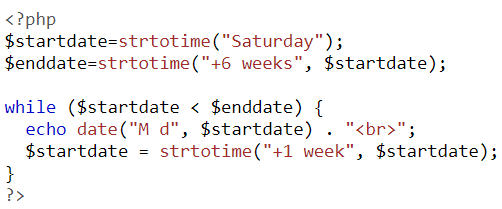 <?php
$startdate=strtotime("Saturday");
$enddate=strtotime("+6 weeks", $startdate);

while ($startdate < $enddate) {
  echo date("M d", $startdate) . "<br>";
  $startdate = strtotime("+1 week", $startdate);
}
?>